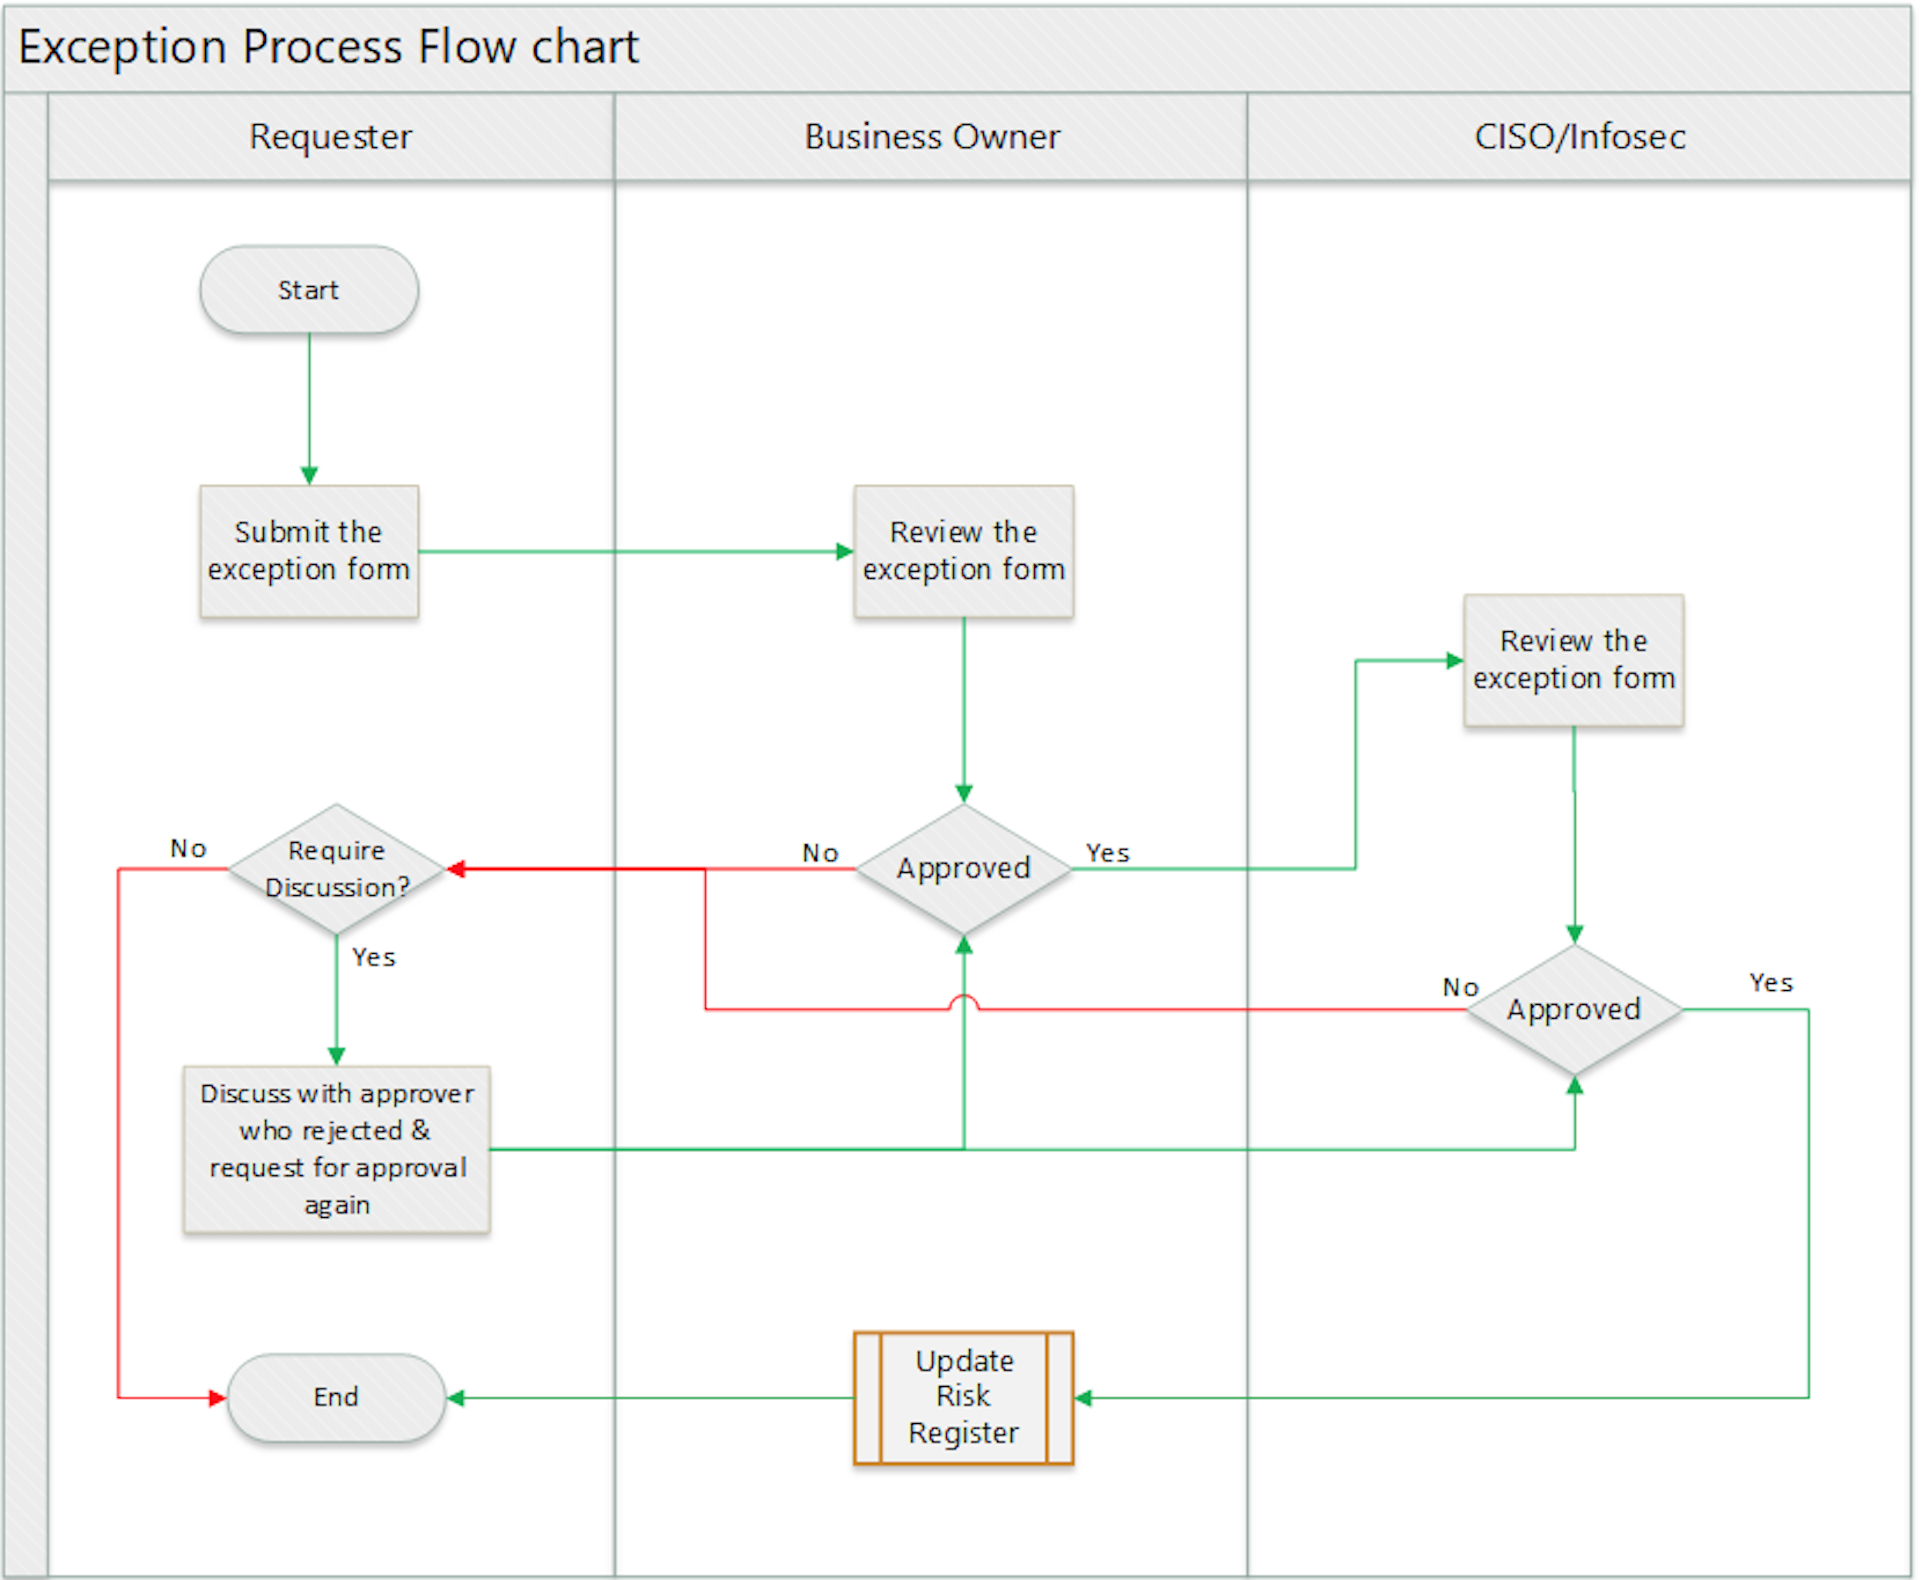 Exception Process Flow chart
Requester
Business Owner
CISO/Infosec
Start
Submit the
exception form
Review the
exception form
Review the
exception form
No
Require
Discussion?
No
Approved
Yes
Yes
No
Approved
Yes
Discuss with approver
who rejected &
request for approval
again
End
Update
Risk
Register